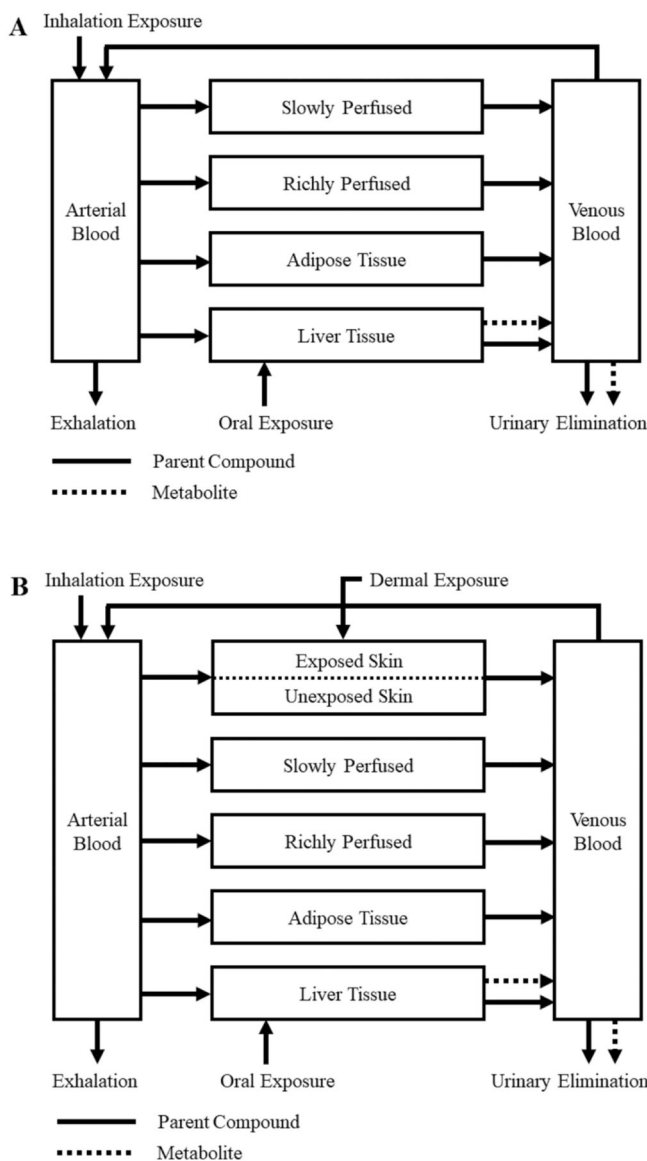 A
Inhalation Exposure
Slowly Perfused
Richly Perfused
Arterial
Blood
Venous
Blood
Adipose Tissue
Liver Tissue
Exhalation
Oral Exposure
Urinary Elimination
Parent Compound
Metabolite
B
Inhalation Exposure
Dermal Exposure
Exposed Skin
Unexposed Skin
Slowly Perfused
Arterial
Blood
Venous
Blood
Richly Perfused
Adipose Tissue
Liver Tissue
Exhalation
Oral Exposure
Urinary Elimination
Parent Compound
Metabolite